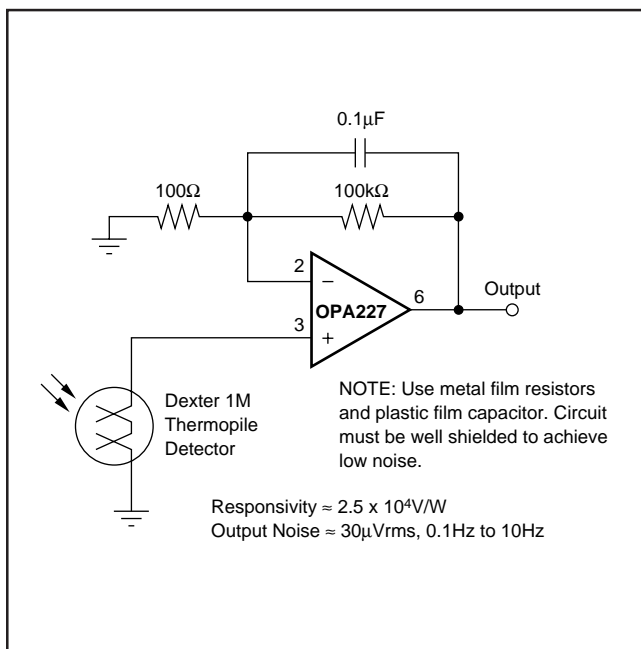 0.1μF
100Ω
100kΩ
2
–
OPA227
6
Output
3
+
Dexter 1M
Thermopile
Detector
NOTE: Use metal film resistors
and plastic film capacitor. Circuit
must be well shielded to achieve
low noise.
Responsivity ≈ 2.5 x 10⁴V/W
Output Noise ≈ 30μVrms, 0.1Hz to 10Hz